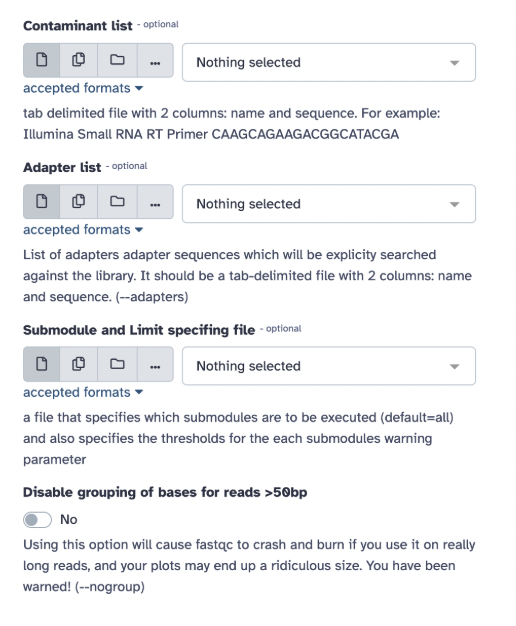 Contaminant list - optional
Nothing selected
accepted formats
tab delimited file with 2 columns: name and sequence. For example:
Illumina Small RNA RT Primer CAAGCAGAAGACGGCATACGA
Adapter list - optional
Nothing selected
accepted formats
List of adapters adapter sequences which will be explicity searched
against the library. It should be a tab-delimited file with 2 columns: name
and sequence. (--adapters)
Submodule and Limit specifing file - optional
Nothing selected
accepted formats
a file that specifies which submodules are to be executed (default=all)
and also specifies the thresholds for the each submodules warning
parameter
Disable grouping of bases for reads >50bp
No
Using this option will cause fastqc to crash and burn if you use it on really
long reads, and your plots may end up a ridiculous size. You have been
warned! (--nogroup)